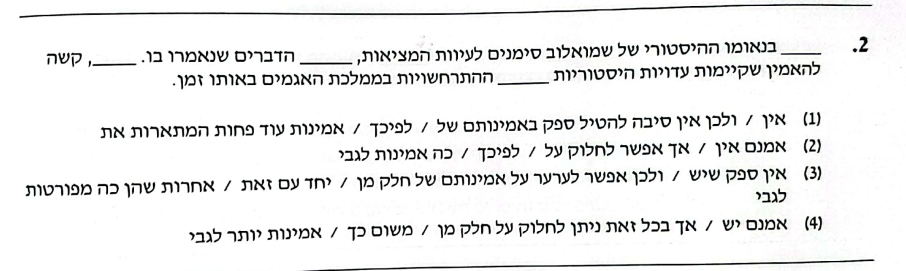 2. _____ בנאומו ההיסטורי של שמואלוב סימנים לעיוות המציאות, _____ הדברים שנאמרו בו. _____, קשה
להאמין שקיימות עדויות היסטוריות _____ ההתרחשויות בממלכת האגמים באותו זמן.
(1) אין / ולכן אין סיבה להטיל ספק באמינותם של / לפיכך / אמינות עוד פחות המתארות את
(2) אמנם אין / אך אפשר לחלוק על / לפיכך / כה אמינות לגבי
(3) אין ספק שיש / ולכן אפשר לערער על אמינותם של חלק מן / יחד עם זאת / אחרות שהן כה מפורטות
לגבי
(4) אמנם יש / אך בכל זאת ניתן לחלוק על חלק מן / משום כך / אמינות יותר לגבי